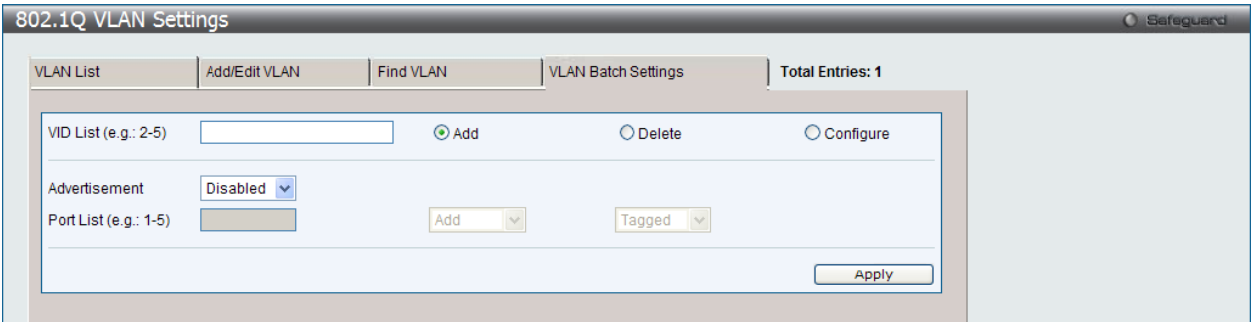 802.1Q VLAN Settings
Safeguard
VLAN List
Add/Edit VLAN
Find VLAN
VLAN Batch Settings
Total Entries: 1
VID List (e.g.: 2-5)
Add
Delete
Configure
Advertisement
Disabled
Port List (e.g.: 1-5)
Add
Tagged
Apply